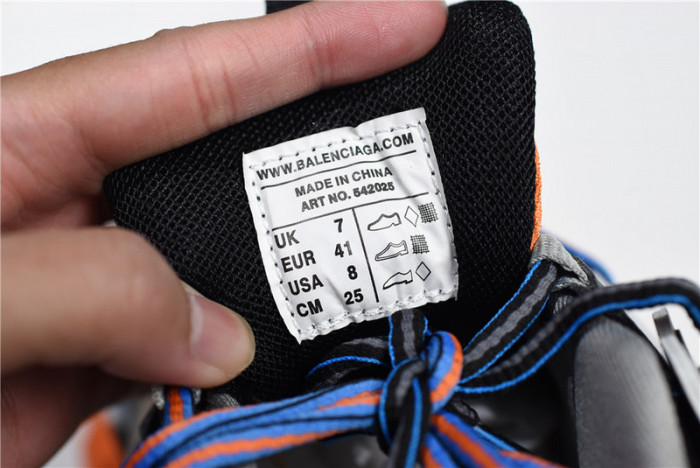 WWW.BALENCIAGA.COM
MADE IN CHINA
ART NO. 542025
UK 7
EUR 41
USA 8
CM 25